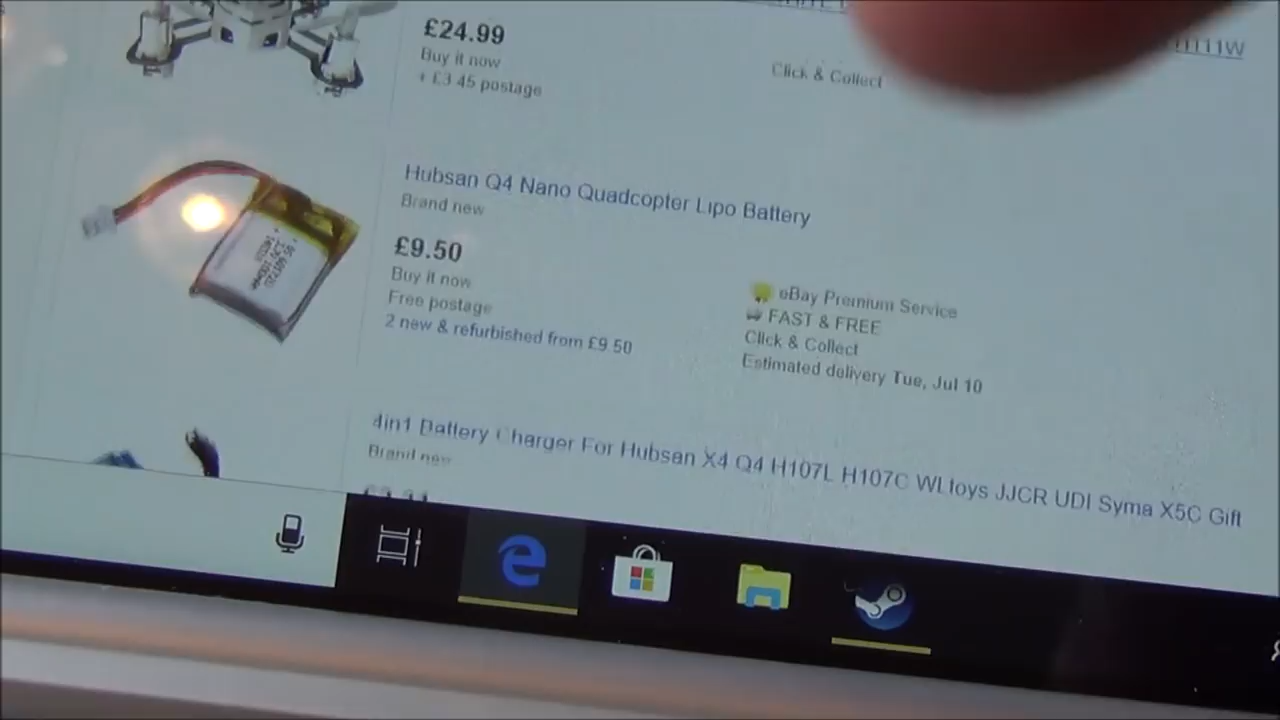 £24.99
Buy it now
+ £3.45 postage
Click & Collect
Hubsan Q4 Nano Quadcopter Lipo Battery
Brand new
£9.50
Buy it now
Free postage
2 new & refurbished from £9.50
eBay Premium Service
FAST & FREE
Click & Collect
Estimated delivery Tue, Jul 10
4in1 Battery Charger For Hubsan X4 Q4 H107L H107C WLtoys JJCR UDI Syma X5C Gift
Brand new